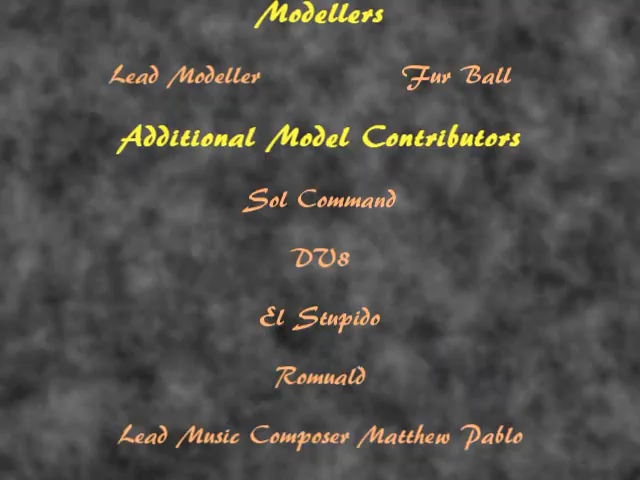 Modellers
Lead Modeller Fur Ball
Additional Model Contributors
Sol Command
DV8
El Stupido
Romuald
Lead Music Composer Matthew Pablo